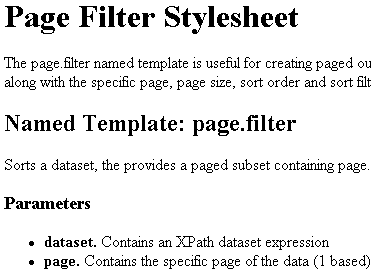 Page Filter Stylesheet
The page.filter named template is useful for creating paged ou
along with the specific page, page size, sort order and sort filt
Named Template: page.filter
Sorts a dataset, the provides a paged subset containing page.
Parameters
• dataset. Contains an XPath dataset expression
• page. Contains the specific page of the data (1 based)